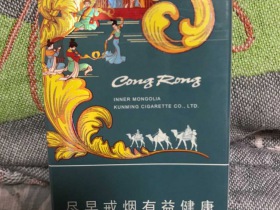 Cong Rong
INNER MONGOLIA
KUNMING CIGARETTE CO., LTD
尽早戒烟有益健康